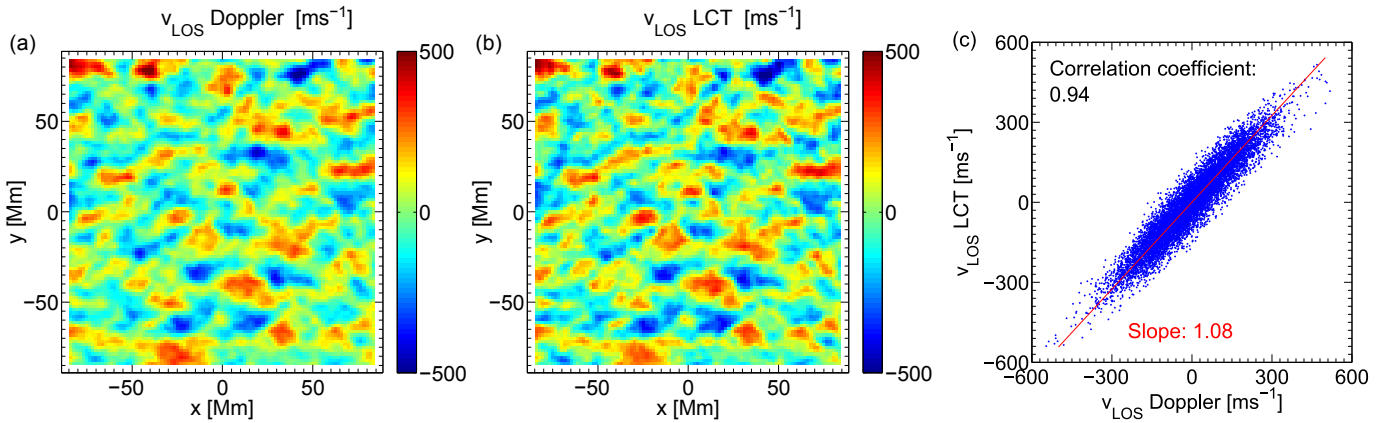 v_LOS Doppler [ms⁻¹]
(a)
500
0
−500
50
0
−50
y [Mm]
−50
0
50
x [Mm]
v_LOS LCT [ms⁻¹]
(b)
500
0
−500
50
0
−50
y [Mm]
−50
0
50
x [Mm]
(c)
600
300
0
−300
−600
v_LOS LCT [ms⁻¹]
Correlation coefficient:
0.94
Slope: 1.08
−600
−300
0
300
600
v_LOS Doppler [ms⁻¹]